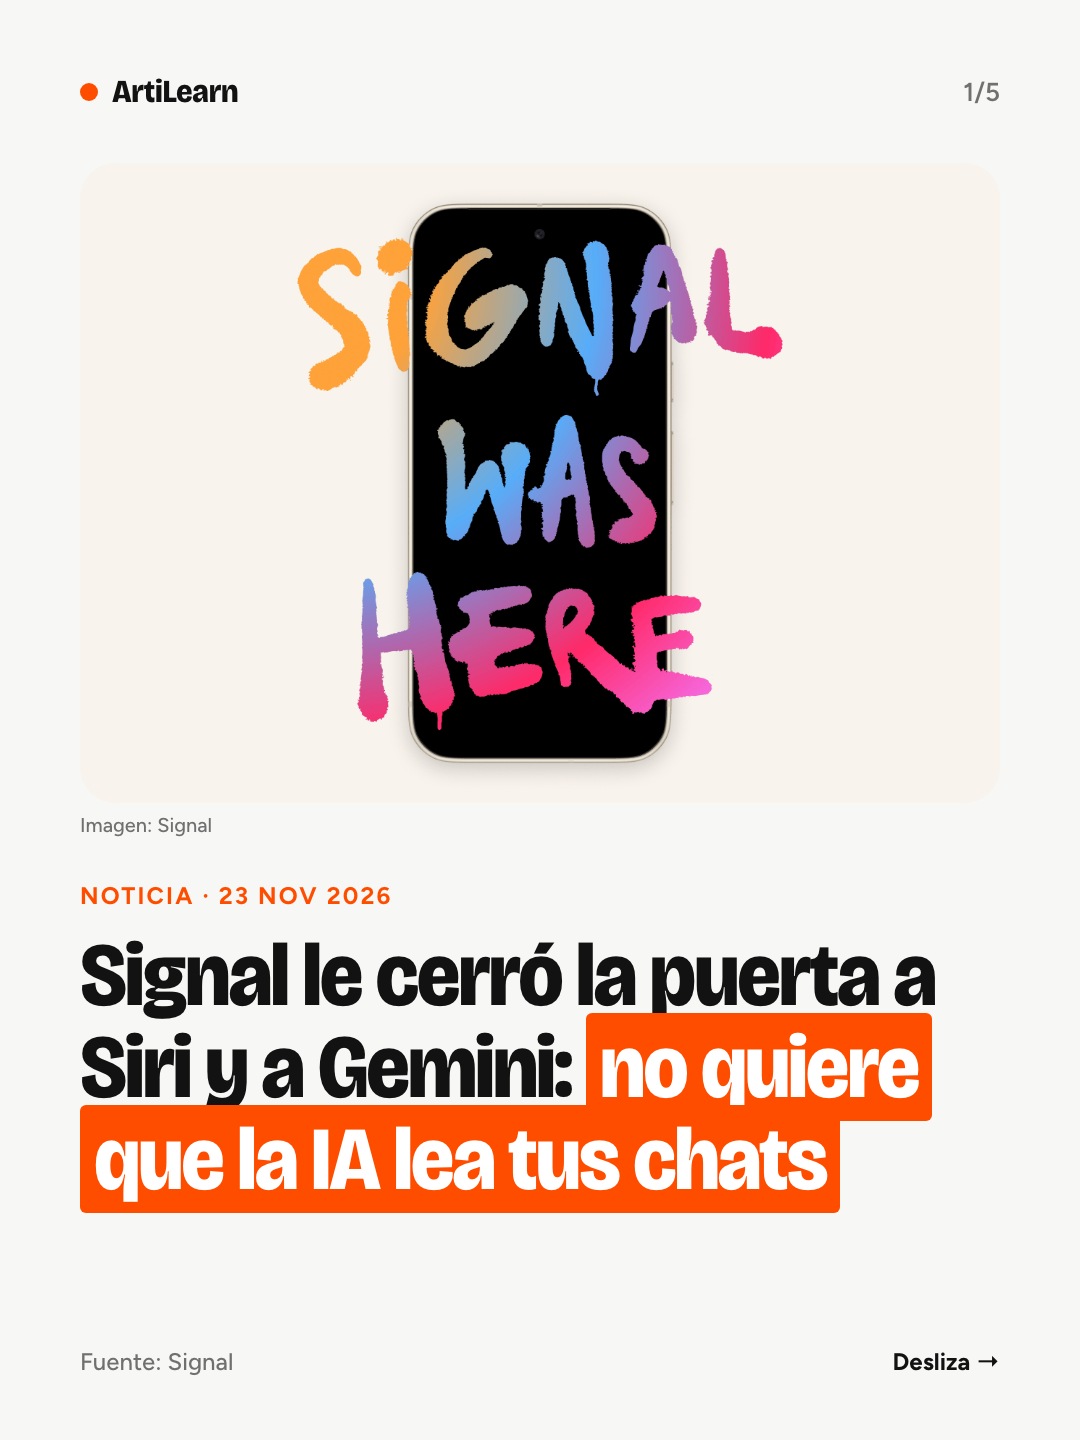 ArtiLearn
1/5
SiGNAL
WAS
HERE
Imagen: Signal
NOTICIA · 23 NOV 2026
Signal le cerró la puerta a
Siri y a Gemini: no quiere
que la IA lea tus chats
Fuente: Signal
Desliza →